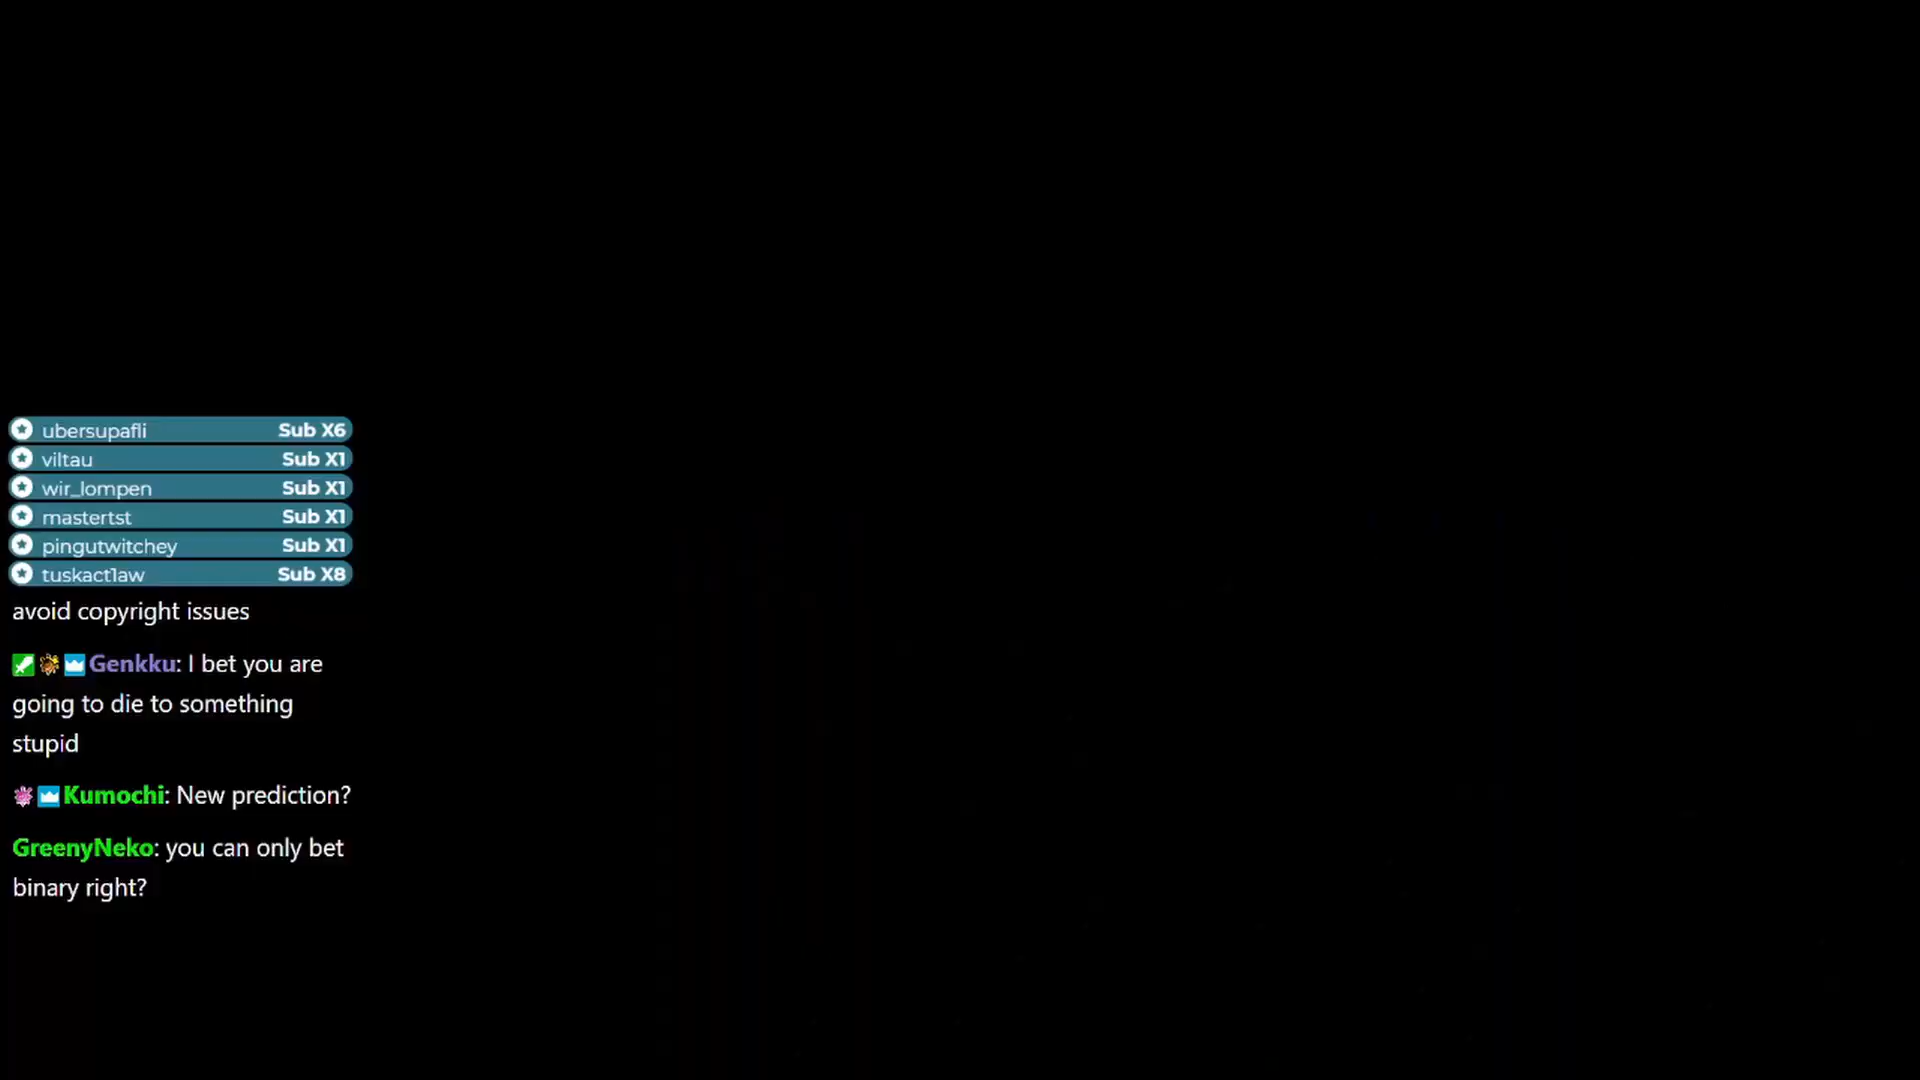 ubersupafli Sub X6
viltau Sub X1
wir_lompen Sub X1
mastertst Sub X1
pingutwitchey Sub X1
tuskact1aw Sub X8
avoid copyright issues
Genkku: I bet you are
going to die to something
stupid
Kumochi: New prediction?
GreenyNeko: you can only bet
binary right?